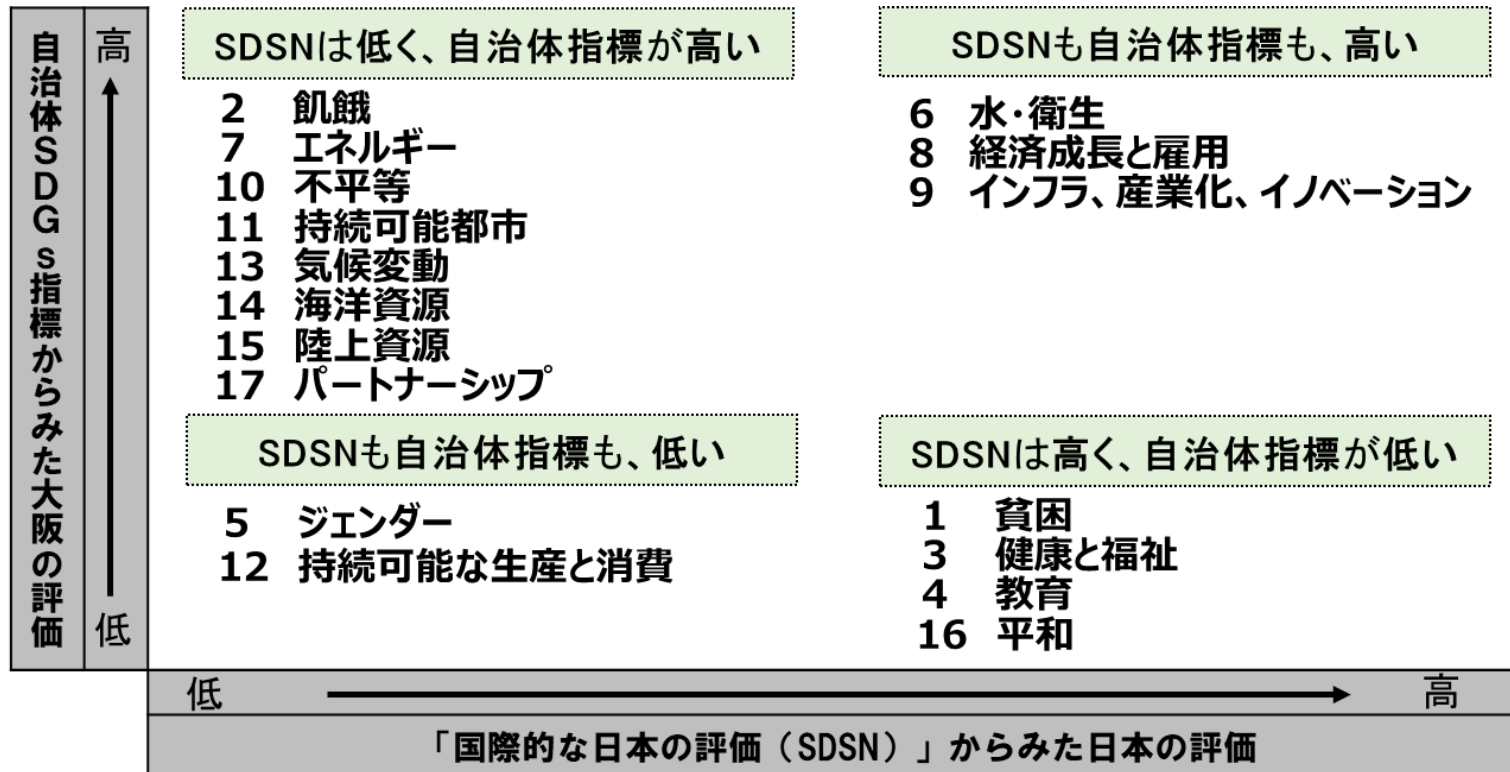 自治体SDGs指標からみた大阪の評価
高
低
SDSNは低く、自治体指標が高い
2 飢餓
7 エネルギー
10 不平等
11 持続可能都市
13 気候変動
14 海洋資源
15 陸上資源
17 パートナーシップ
SDSNも自治体指標も、高い
6 水・衛生
8 経済成長と雇用
9 インフラ、産業化、イノベーション
SDSNも自治体指標も、低い
5 ジェンダー
12 持続可能な生産と消費
SDSNは高く、自治体指標が低い
1 貧困
3 健康と福祉
4 教育
16 平和
低
高
「国際的な日本の評価（SDSN）」からみた日本の評価